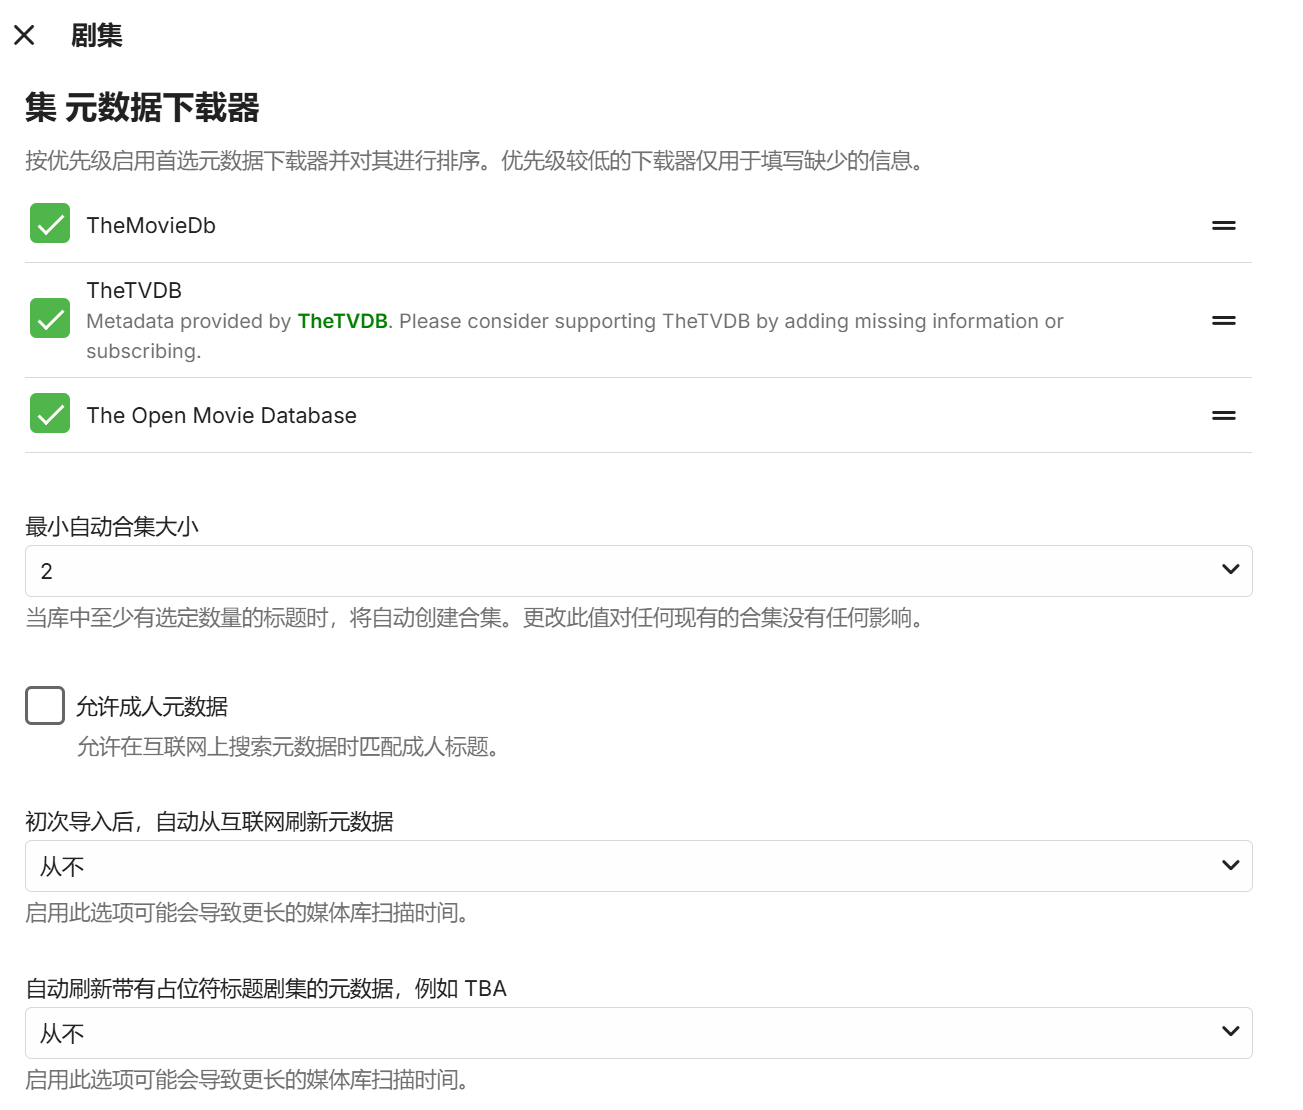 剧集
集 元数据下载器
按优先级启用首选元数据下载器并对其进行排序。优先级较低的下载器仅用于填写缺少的信息。
TheMovieDb
TheTVDB
Metadata provided by TheTVDB. Please consider supporting TheTVDB by adding missing information or
subscribing.
The Open Movie Database
最小自动合集大小
2
当库中至少有选定数量的标题时，将自动创建合集。更改此值对任何现有的合集没有任何影响。
允许成人元数据
允许在互联网上搜索元数据时匹配成人标题。
初次导入后，自动从互联网刷新元数据
从不
启用此选项可能会导致更长的媒体库扫描时间。
自动刷新带有占位符标题剧集的元数据，例如 TBA
从不
启用此选项可能会导致更长的媒体库扫描时间。